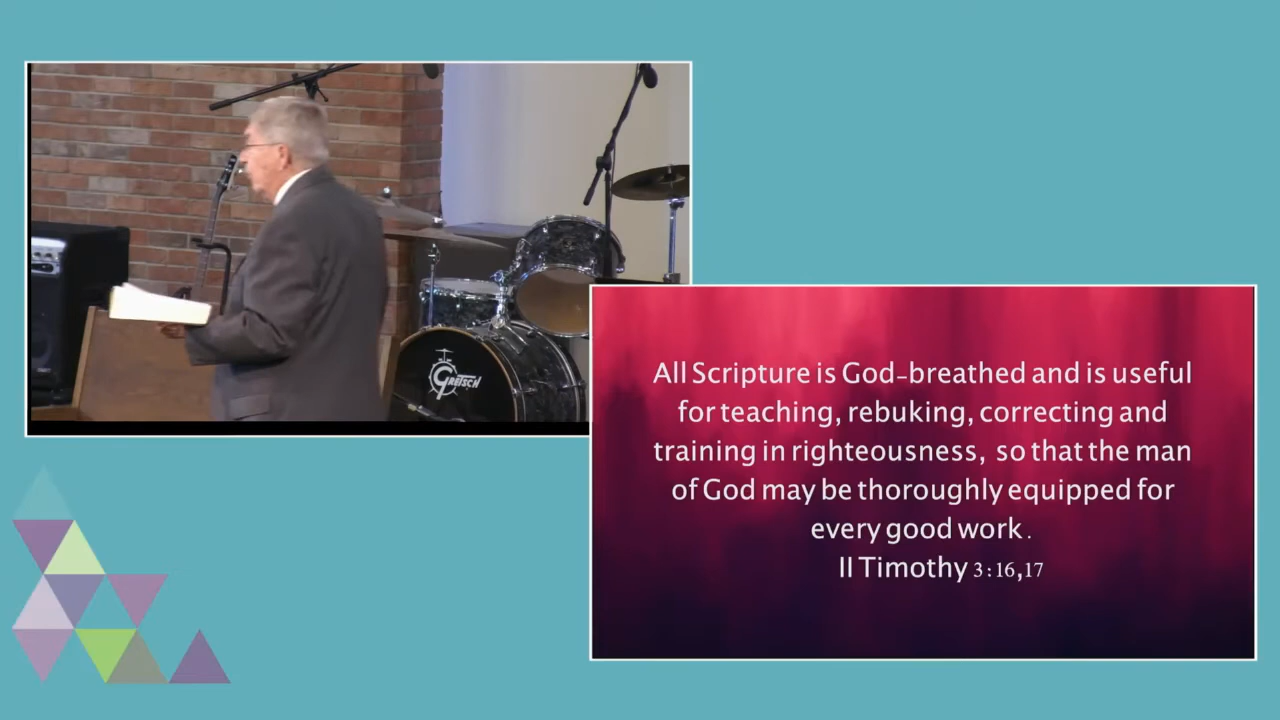 GRETSCH
All Scripture is God-breathed and is useful
for teaching, rebuking, correcting and
training in righteousness, so that the man
of God may be thoroughly equipped for
every good work.
II Timothy 3:16,17